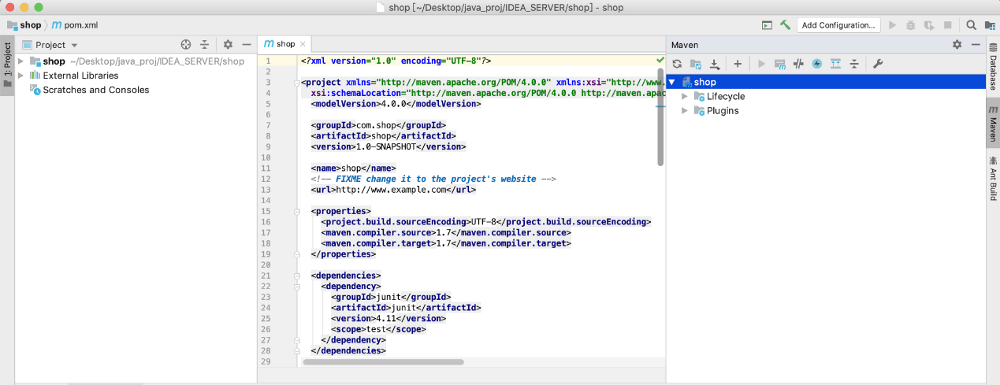 shop [~/Desktop/java_proj/IDEA_SERVER/shop] - shop
shop
pom.xml
Add Configuration...
1: Project
Project
shop ~/Desktop/java_proj/IDEA_SERVER/shop
External Libraries
Scratches and Consoles
shop
1 <?xml version="1.0" encoding="UTF-8"?>
2
3 <project xmlns="http://maven.apache.org/POM/4.0.0" xmlns:xsi="http://www.
4 xsi:schemaLocation="http://maven.apache.org/POM/4.0.0 http://maven.apac
5 <modelVersion>4.0.0</modelVersion>
6
7 <groupId>com.shop</groupId>
8 <artifactId>shop</artifactId>
9 <version>1.0-SNAPSHOT</version>
10
11 <name>shop</name>
12 <!-- FIXME change it to the project's website -->
13 <url>http://www.example.com</url>
14
15 <properties>
16 <project.build.sourceEncoding>UTF-8</project.build.sourceEncoding>
17 <maven.compiler.source>1.7</maven.compiler.source>
18 <maven.compiler.target>1.7</maven.compiler.target>
19 </properties>
20
21 <dependencies>
22 <dependency>
23 <groupId>junit</groupId>
24 <artifactId>junit</artifactId>
25 <version>4.11</version>
26 <scope>test</scope>
27 </dependency>
28 </dependencies>
29
Maven
shop
Lifecycle
Plugins
Database
Maven
Ant Build